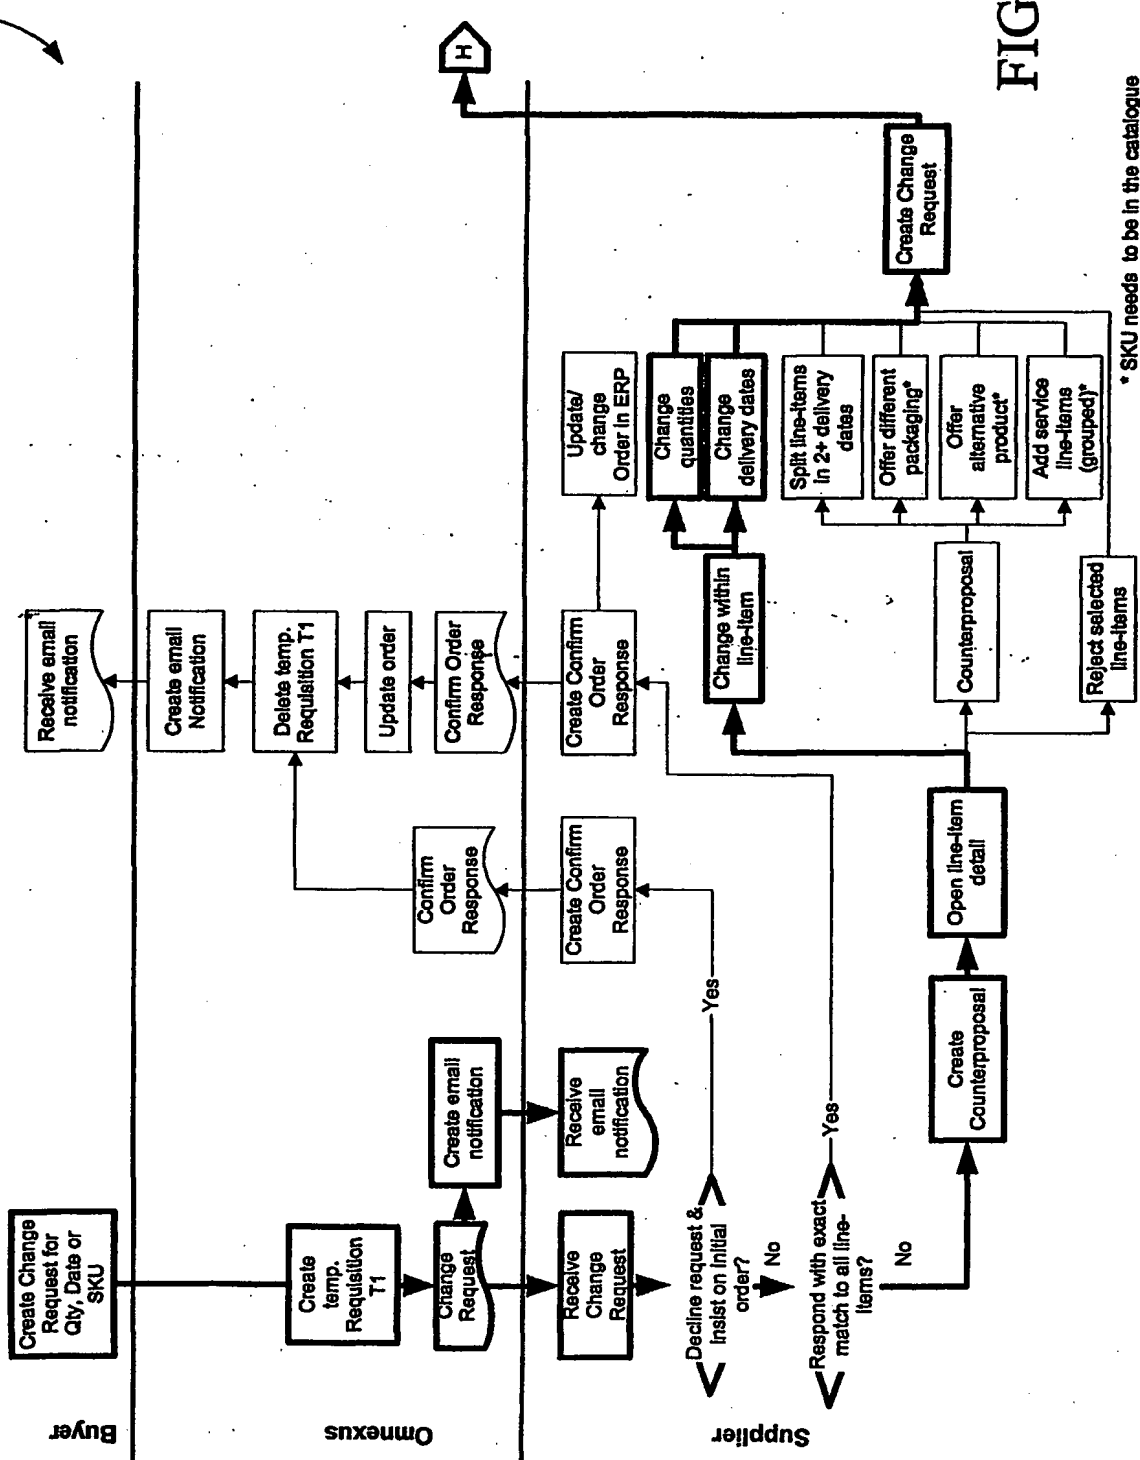 Buyer
Create Change
Request for
Qty, Date or
SKU
Receive email
notification
Omnexus
Create
temp.
Requisition
T1
Change
Request
Create email
notification
Confirm
Order
Response
Create email
Notification
Delete temp.
Requisition T1
Update order
Confirm Order
Response
H
Supplier
Receive
Change
Request
Receive
email
notification
Create Confirm
Order
Response
Create Confirm
Order
Response
Update/
change
Order in ERP
Decline request &
insist on initial
order?
Yes
No
Respond with exact
match to all line-
items?
Yes
No
Create
Counterproposal
Open line-item
detail
Change within
line-item
Counterproposal
Reject selected
line-items
Change
quantities
Change
delivery dates
Split line-items
in 2+ delivery
dates
Offer different
packaging*
Offer
alternative
product*
Add service
line-items
(grouped)*
Create Change
Request
FIG
* SKU needs to be in the catalogue